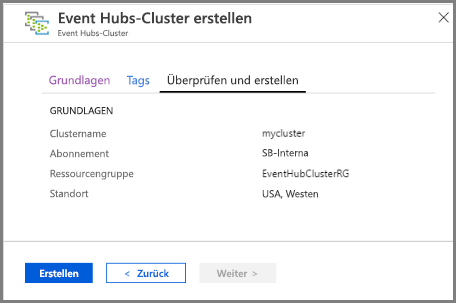 Event Hubs-Cluster erstellen
Event Hubs-Cluster
Grundlagen Tags Überprüfen und erstellen
GRUNDLAGEN
Clustername mycluster
Abonnement SB-Interna
Ressourcengruppe EventHubClusterRG
Standort USA, Westen
Erstellen < Zurück Weiter >